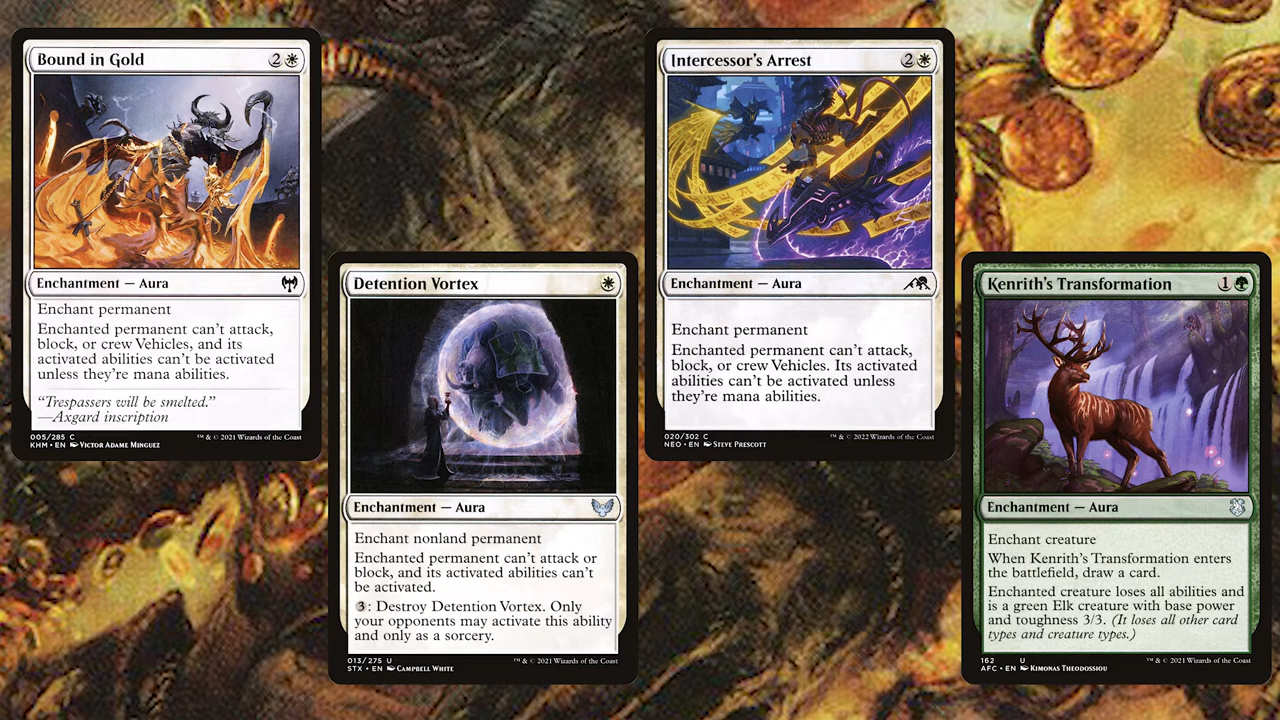 Bound in Gold 2
Enchantment — Aura
Enchant permanent
Enchanted permanent can't attack,
block, or crew Vehicles, and its
activated abilities can't be activated
unless they're mana abilities.
“Trespassers will be smelted.”
—Axgard inscription
005/285 C
KHM • EN Victor Adame Minguez
™ & © 2021 Wizards of the Coast
Detention Vortex
Enchantment — Aura
Enchant nonland permanent
Enchanted permanent can't attack or
block, and its activated abilities can't
be activated.
3: Destroy Detention Vortex. Only
your opponents may activate this ability
and only as a sorcery.
013/275 U
STX • EN Campbell White
™ & © 2021 Wizards of the Coast
Intercessor's Arrest 2
Enchantment — Aura
Enchant permanent
Enchanted permanent can't attack,
block, or crew Vehicles. Its activated
abilities can't be activated unless
they're mana abilities.
020/302 C
NEO • EN Steve Prescott
™ & © 2022 Wizards of the Coast
Kenrith's Transformation 1
Enchantment — Aura
Enchant creature
When Kenrith's Transformation enters
the battlefield, draw a card.
Enchanted creature loses all abilities and
is a green Elk creature with base power
and toughness 3/3. (It loses all other card
types and creature types.)
162 U
AFC • EN Kimonas Theodossiou
™ & © 2021 Wizards of the Coast